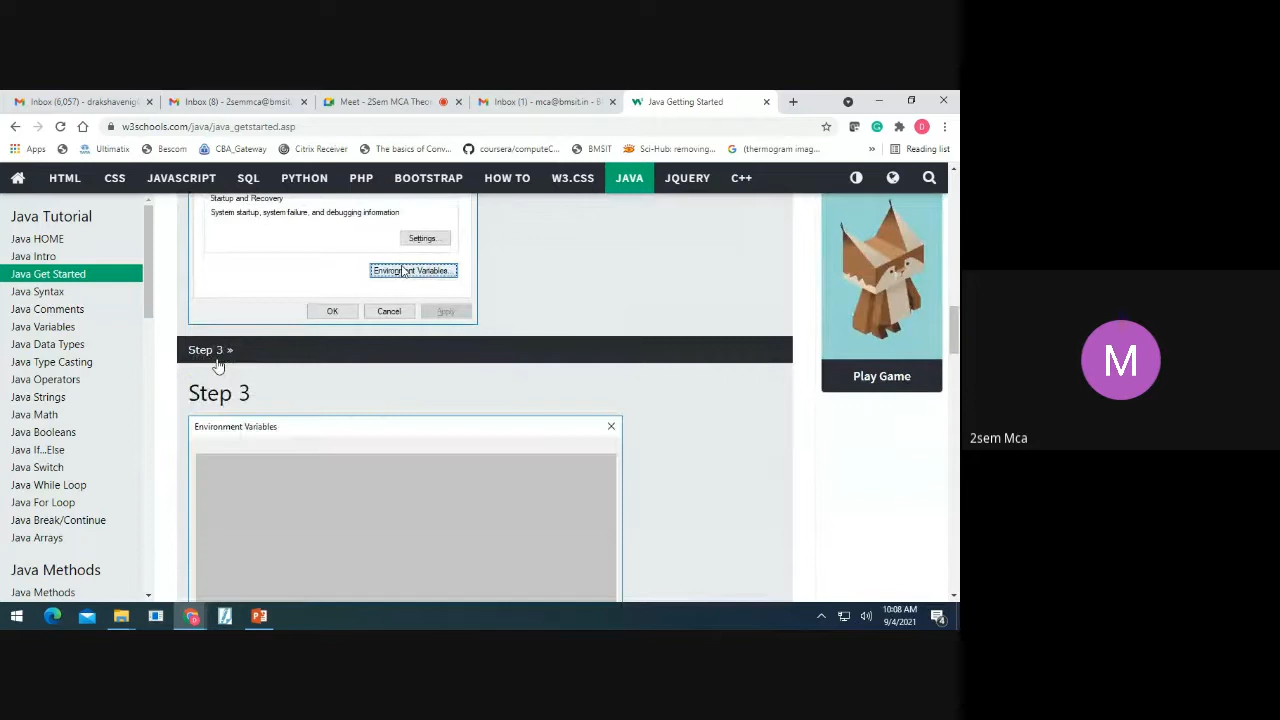 Inbox (6,057) - drakshavenig
Inbox (8) - 2semmca@bmsit.
Meet - 2Sem MCA Theor
Inbox (1) - mca@bmsit.in - B
Java Getting Started
w3schools.com/java/java_getstarted.asp
Apps
Ultimatix
Bescom
CBA_Gateway
Citrix Receiver
The basics of Conv...
coursera/computeC...
BMSIT
Sci-Hub: removing...
(thermogram imag...
»
Reading list
HTML
CSS
JAVASCRIPT
SQL
PYTHON
PHP
BOOTSTRAP
HOW TO
W3.CSS
JAVA
JQUERY
C++
Java Tutorial
Java HOME
Java Intro
Java Get Started
Java Syntax
Java Comments
Java Variables
Java Data Types
Java Type Casting
Java Operators
Java Strings
Java Math
Java Booleans
Java If...Else
Java Switch
Java While Loop
Java For Loop
Java Break/Continue
Java Arrays
Java Methods
Java Methods
Startup and Recovery
System startup, system failure, and debugging information
Settings...
Environment Variables...
OK
Cancel
Apply
Step 3 »
Step 3
Environment Variables
Play Game
10:08 AM
9/4/2021
4
M
2sem Mca